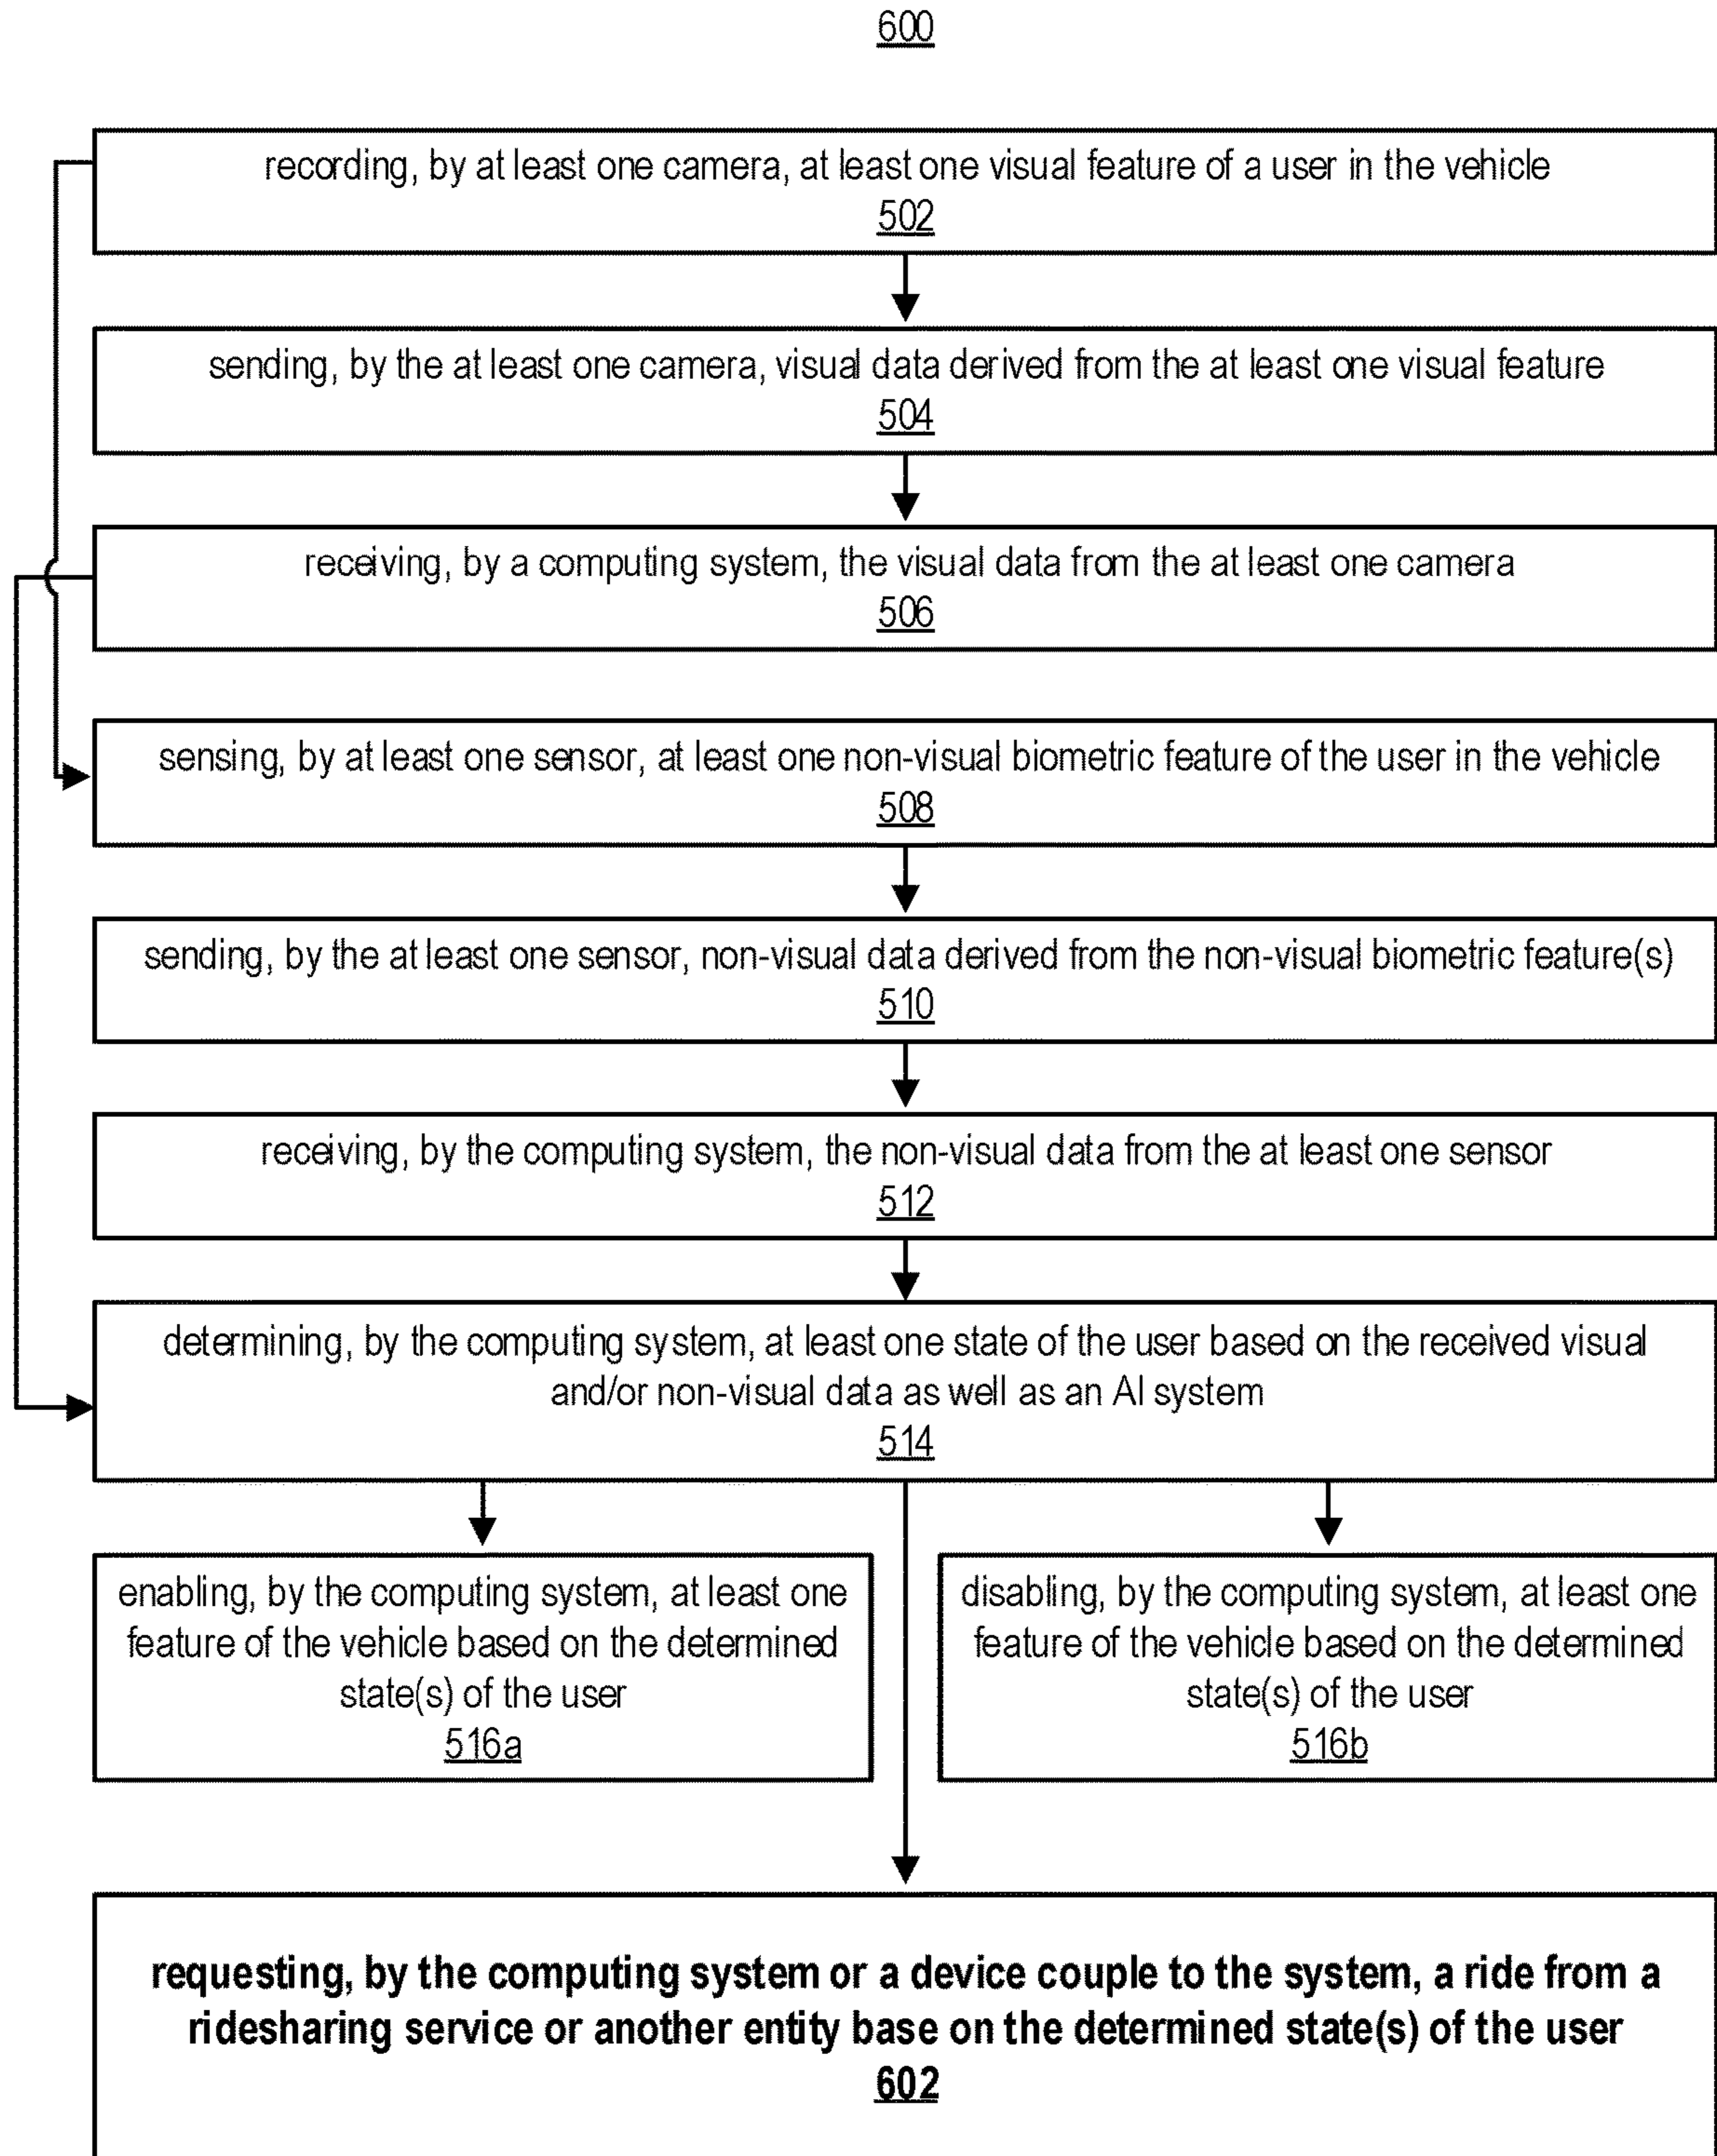 600
recording, by at least one camera, at least one visual feature of a user in the vehicle
502
sending, by the at least one camera, visual data derived from the at least one visual feature
504
receiving, by a computing system, the visual data from the at least one camera
506
sensing, by at least one sensor, at least one non-visual biometric feature of the user in the vehicle
508
sending, by the at least one sensor, non-visual data derived from the non-visual biometric feature(s)
510
receiving, by the computing system, the non-visual data from the at least one sensor
512
determining, by the computing system, at least one state of the user based on the received visual
and/or non-visual data as well as an AI system
514
enabling, by the computing system, at least one
feature of the vehicle based on the determined
state(s) of the user
516a
disabling, by the computing system, at least one
feature of the vehicle based on the determined
state(s) of the user
516b
requesting, by the computing system or a device couple to the system, a ride from a
ridesharing service or another entity base on the determined state(s) of the user
602